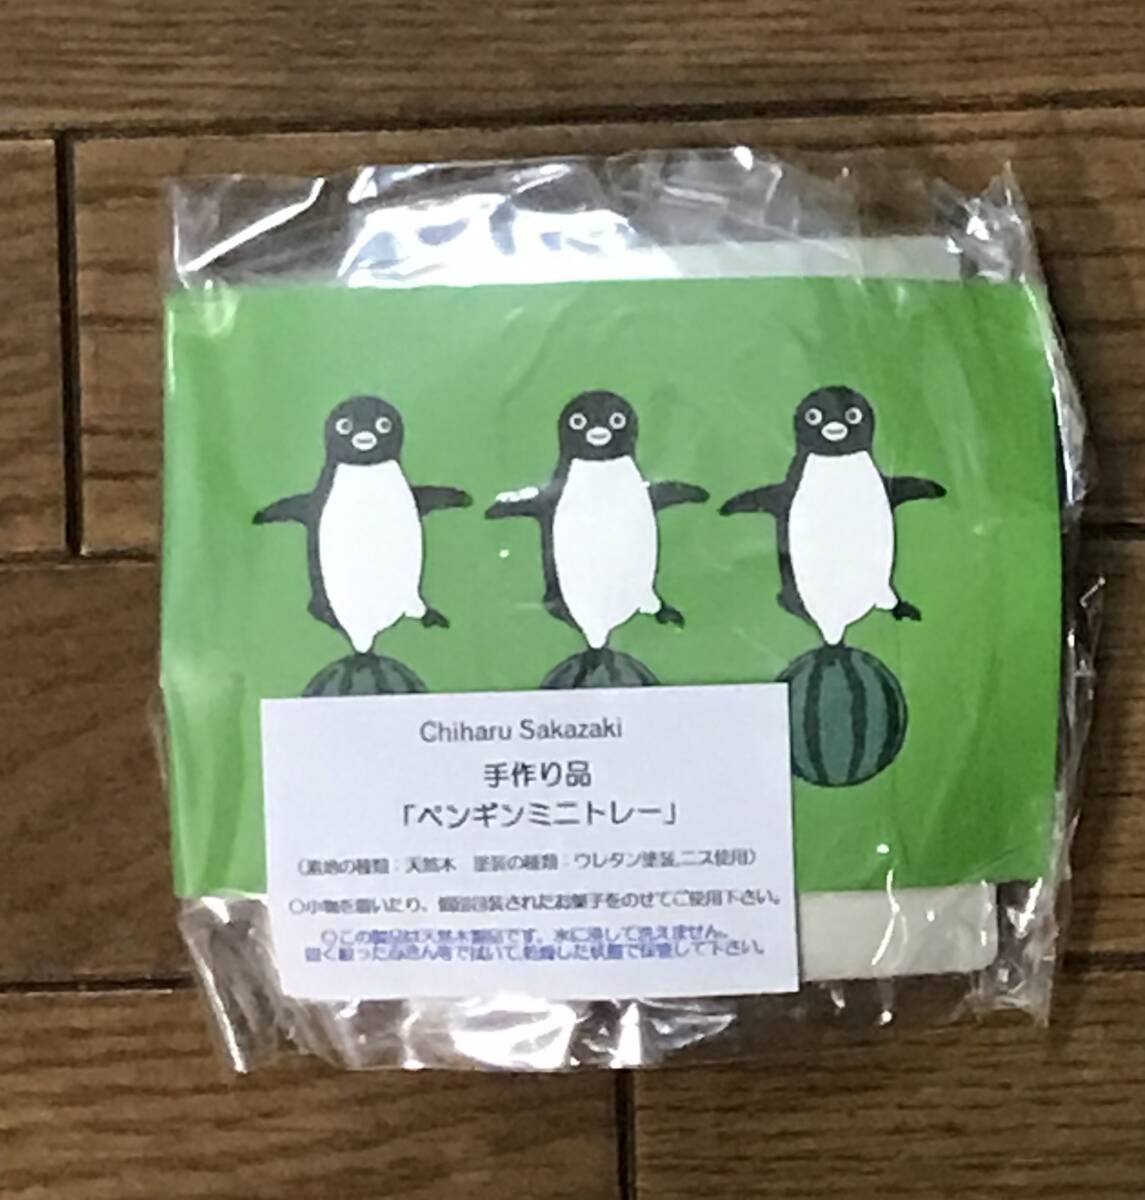 Chiharu Sakazaki
手作り品
「ペンギンミニトレー」
(素地の種類：天然木　塗装の種類：ウレタン塗装,ニス使用)
○小物を置いたり、個別包装されたお菓子をのせてご使用下さい。
○この製品は天然木製品です。水に浸して洗えません。
固く絞ったふきん等で拭いて,乾燥した状態で保管して下さい。